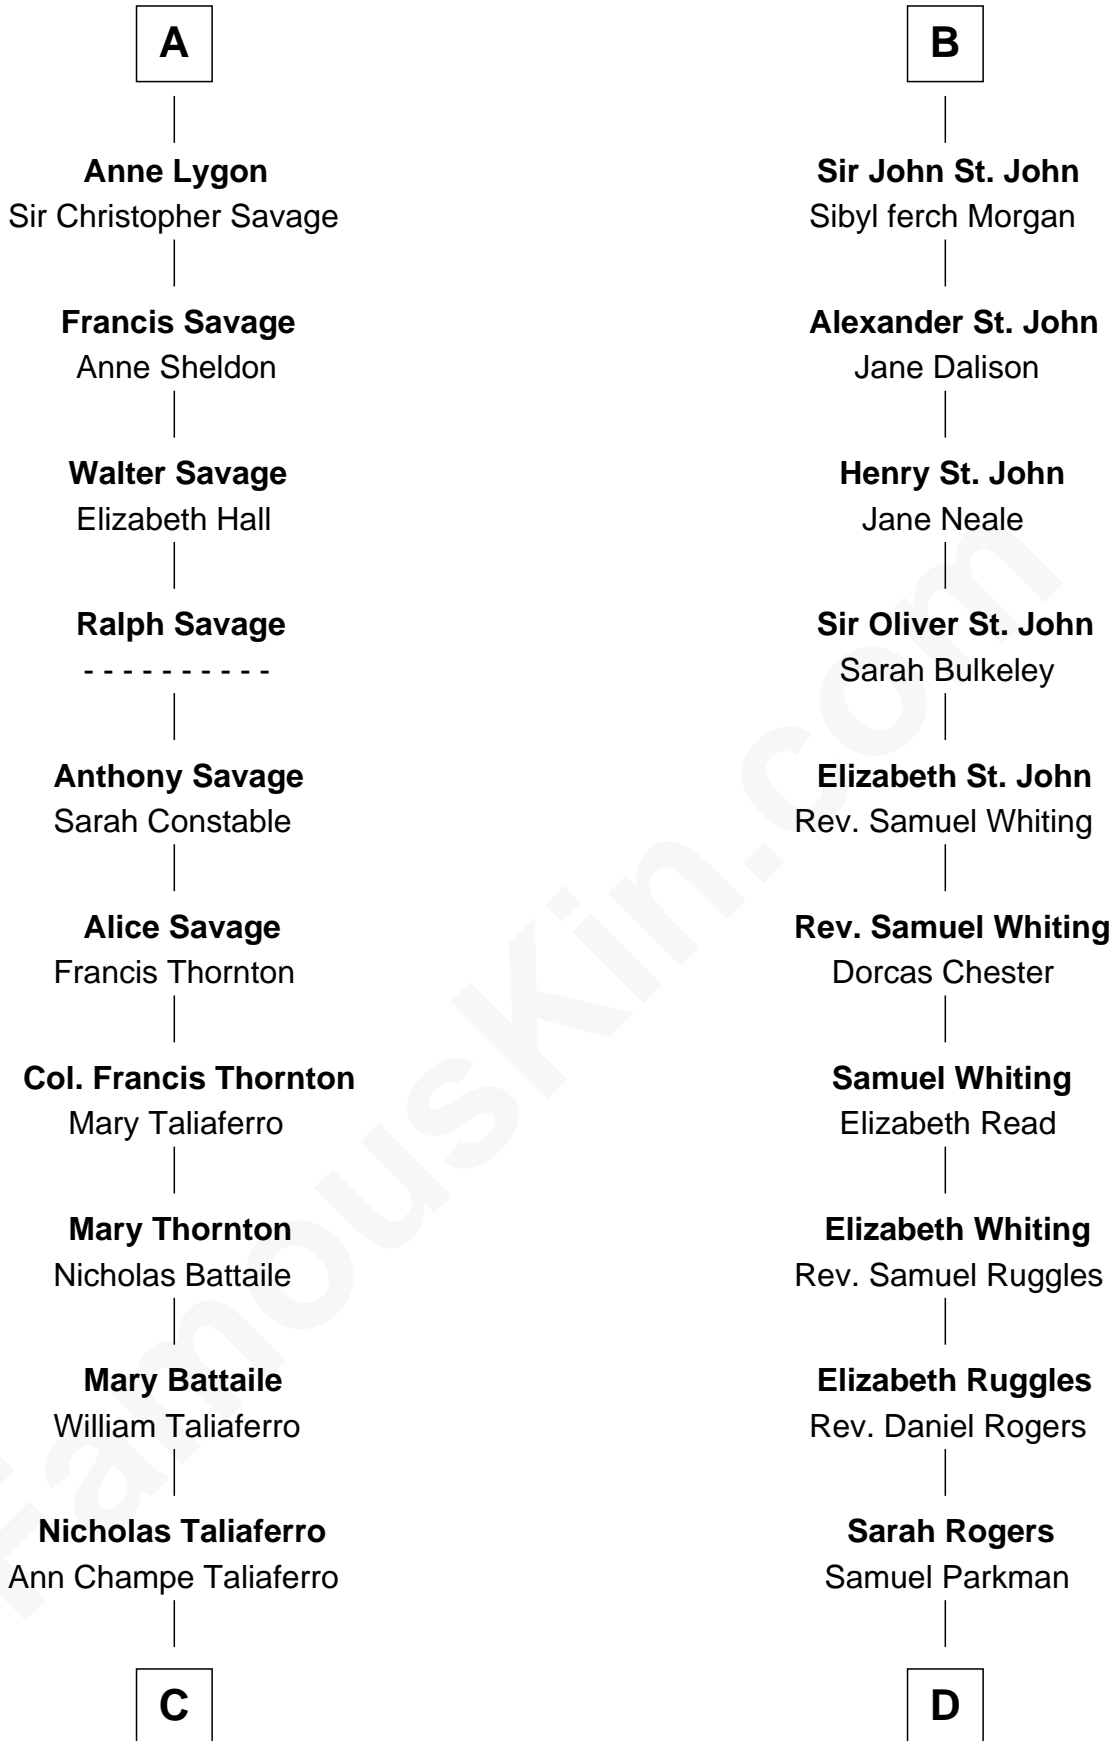 A
Anne Lygon
Sir Christopher Savage
Francis Savage
Anne Sheldon
Walter Savage
Elizabeth Hall
Ralph Savage
- - - - - - - - - -
Anthony Savage
Sarah Constable
Alice Savage
Francis Thornton
Col. Francis Thornton
Mary Taliaferro
Mary Thornton
Nicholas Battaile
Mary Battaile
William Taliaferro
Nicholas Taliaferro
Ann Champe Taliaferro
C
B
Sir John St. John
Sibyl ferch Morgan
Alexander St. John
Jane Dalison
Henry St. John
Jane Neale
Sir Oliver St. John
Sarah Bulkeley
Elizabeth St. John
Rev. Samuel Whiting
Rev. Samuel Whiting
Dorcas Chester
Samuel Whiting
Elizabeth Read
Elizabeth Whiting
Rev. Samuel Ruggles
Elizabeth Ruggles
Rev. Daniel Rogers
Sarah Rogers
Samuel Parkman
D
FamousKin.com